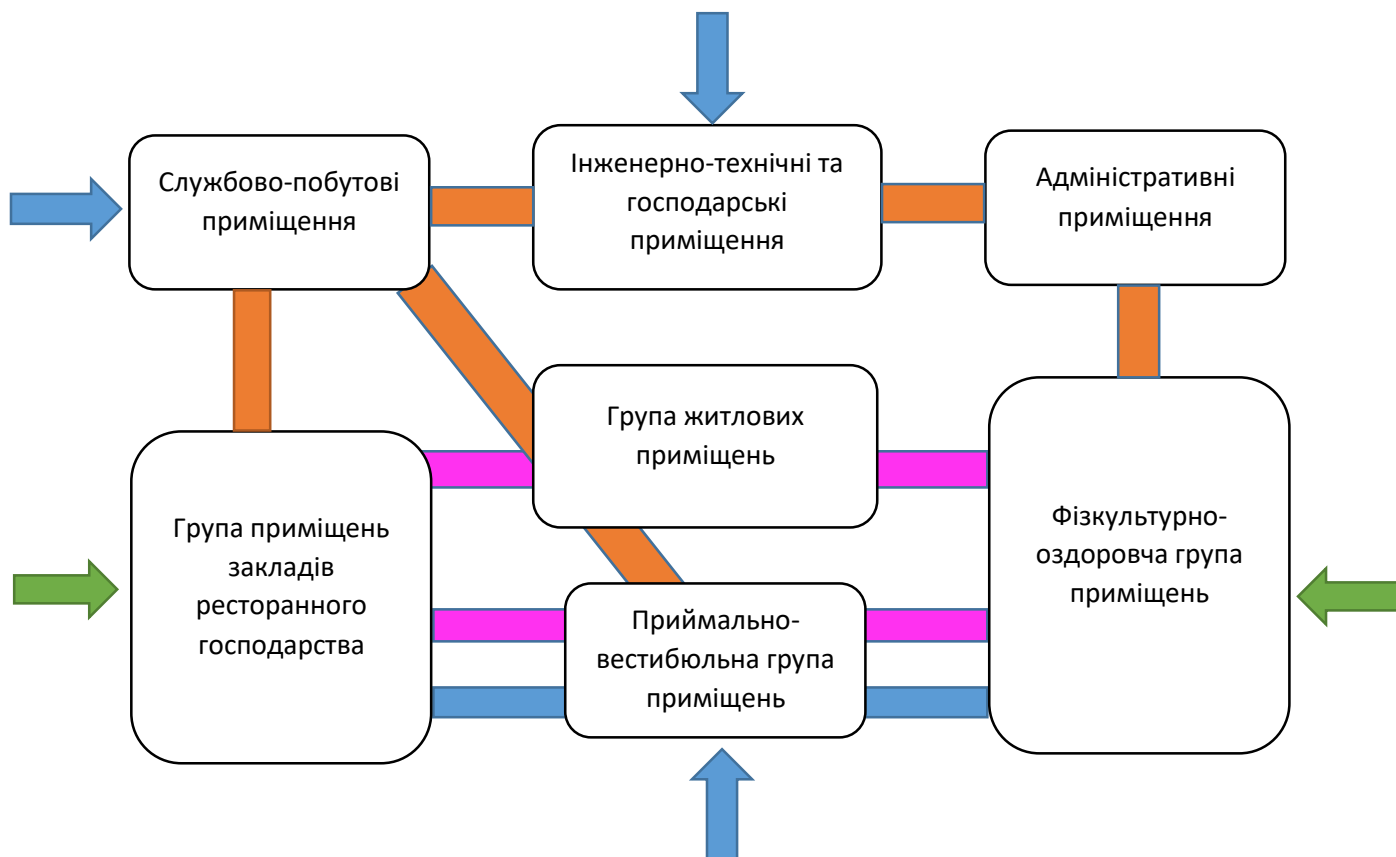 Службово-побутові
приміщення
Інженерно-технічні та
господарські
приміщення
Адміністративні
приміщення
Група житлових
приміщень
Група приміщень
закладів
ресторанного
господарства
Фізкультурно-
оздоровча група
приміщень
Приймально-
вестибюльна група
приміщень